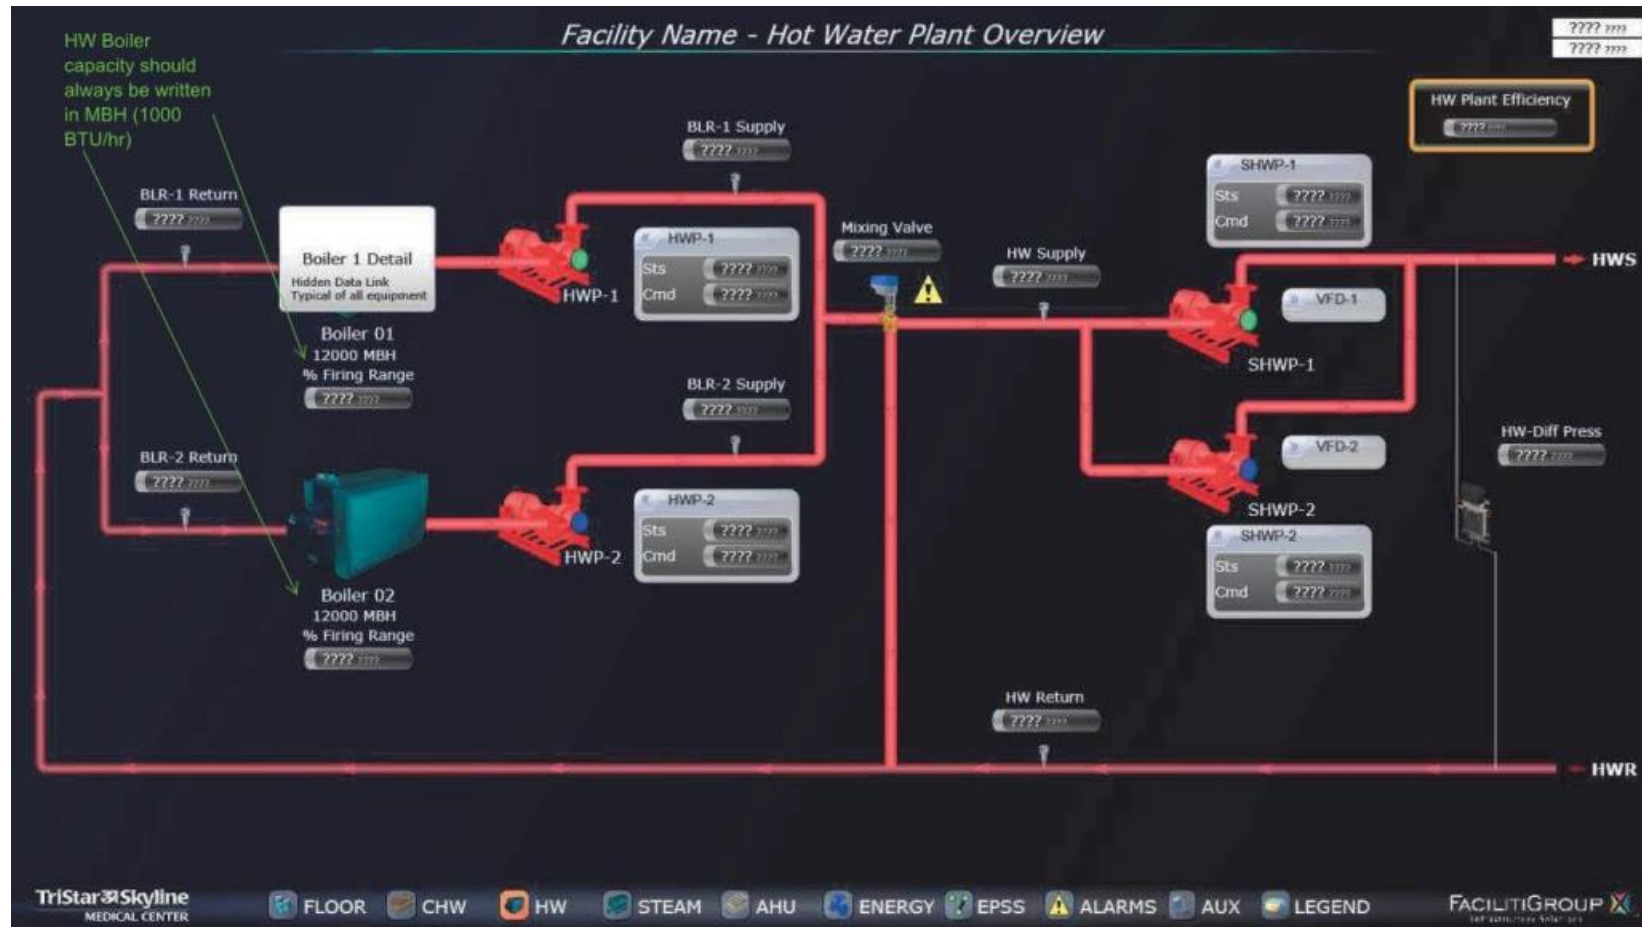 Facility Name - Hot Water Plant Overview
???? ????
???? ????
HW Boiler
capacity should
always be written
in MBH (1000
BTU/hr)
HW Plant Efficiency
???? ????
BLR-1 Supply
???? ????
SHWP-1
Sts ???? ????
Cmd ???? ????
BLR-1 Return
???? ????
Boiler 1 Detail
Hidden Data Link
Typical of all equipment
HWP-1
HWP-1
Sts ???? ????
Cmd ???? ????
Mixing Valve
???? ????
HW Supply
???? ????
HWS
VFD-1
SHWP-1
Boiler 01
12000 MBH
% Firing Range
???? ????
BLR-2 Supply
???? ????
VFD-2
HW-Diff Press
???? ????
BLR-2 Return
???? ????
HWP-2
HWP-2
Sts ???? ????
Cmd ???? ????
SHWP-2
SHWP-2
Sts ???? ????
Cmd ???? ????
Boiler 02
12000 MBH
% Firing Range
???? ????
HW Return
???? ????
HWR
TriStar Skyline
MEDICAL CENTER
FLOOR CHW HW STEAM AHU ENERGY EPSS ALARMS AUX LEGEND
FACILITIGROUP